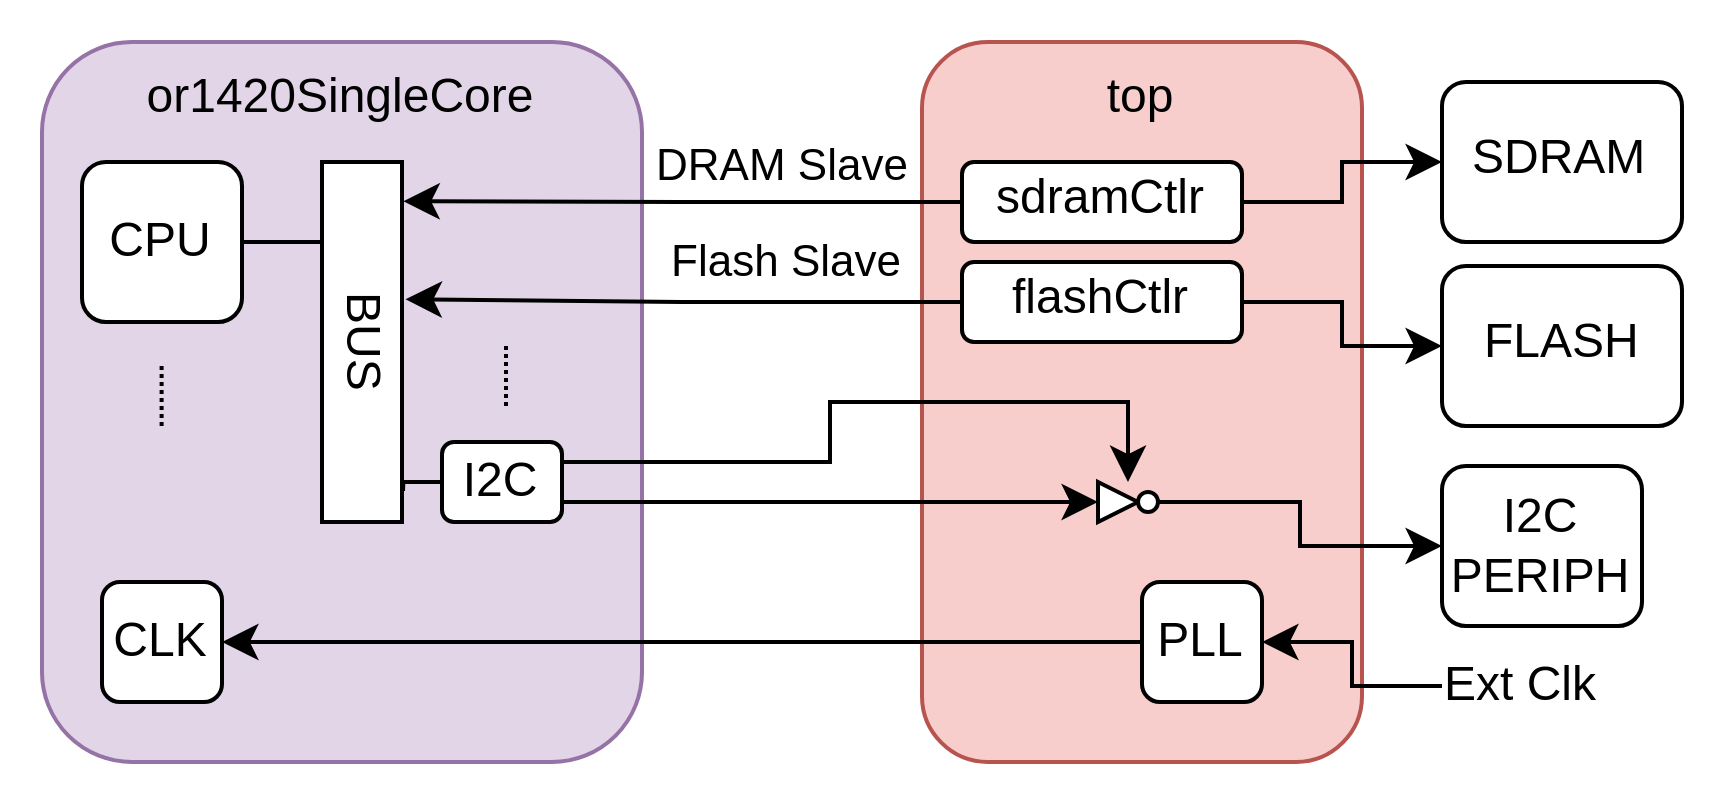 or1420SingleCore
top
DRAM Slave
sdramCtlr
SDRAM
CPU
Flash Slave
flashCtlr
FLASH
BUS
I2C
I2C
PERIPH
CLK
PLL
Ext Clk